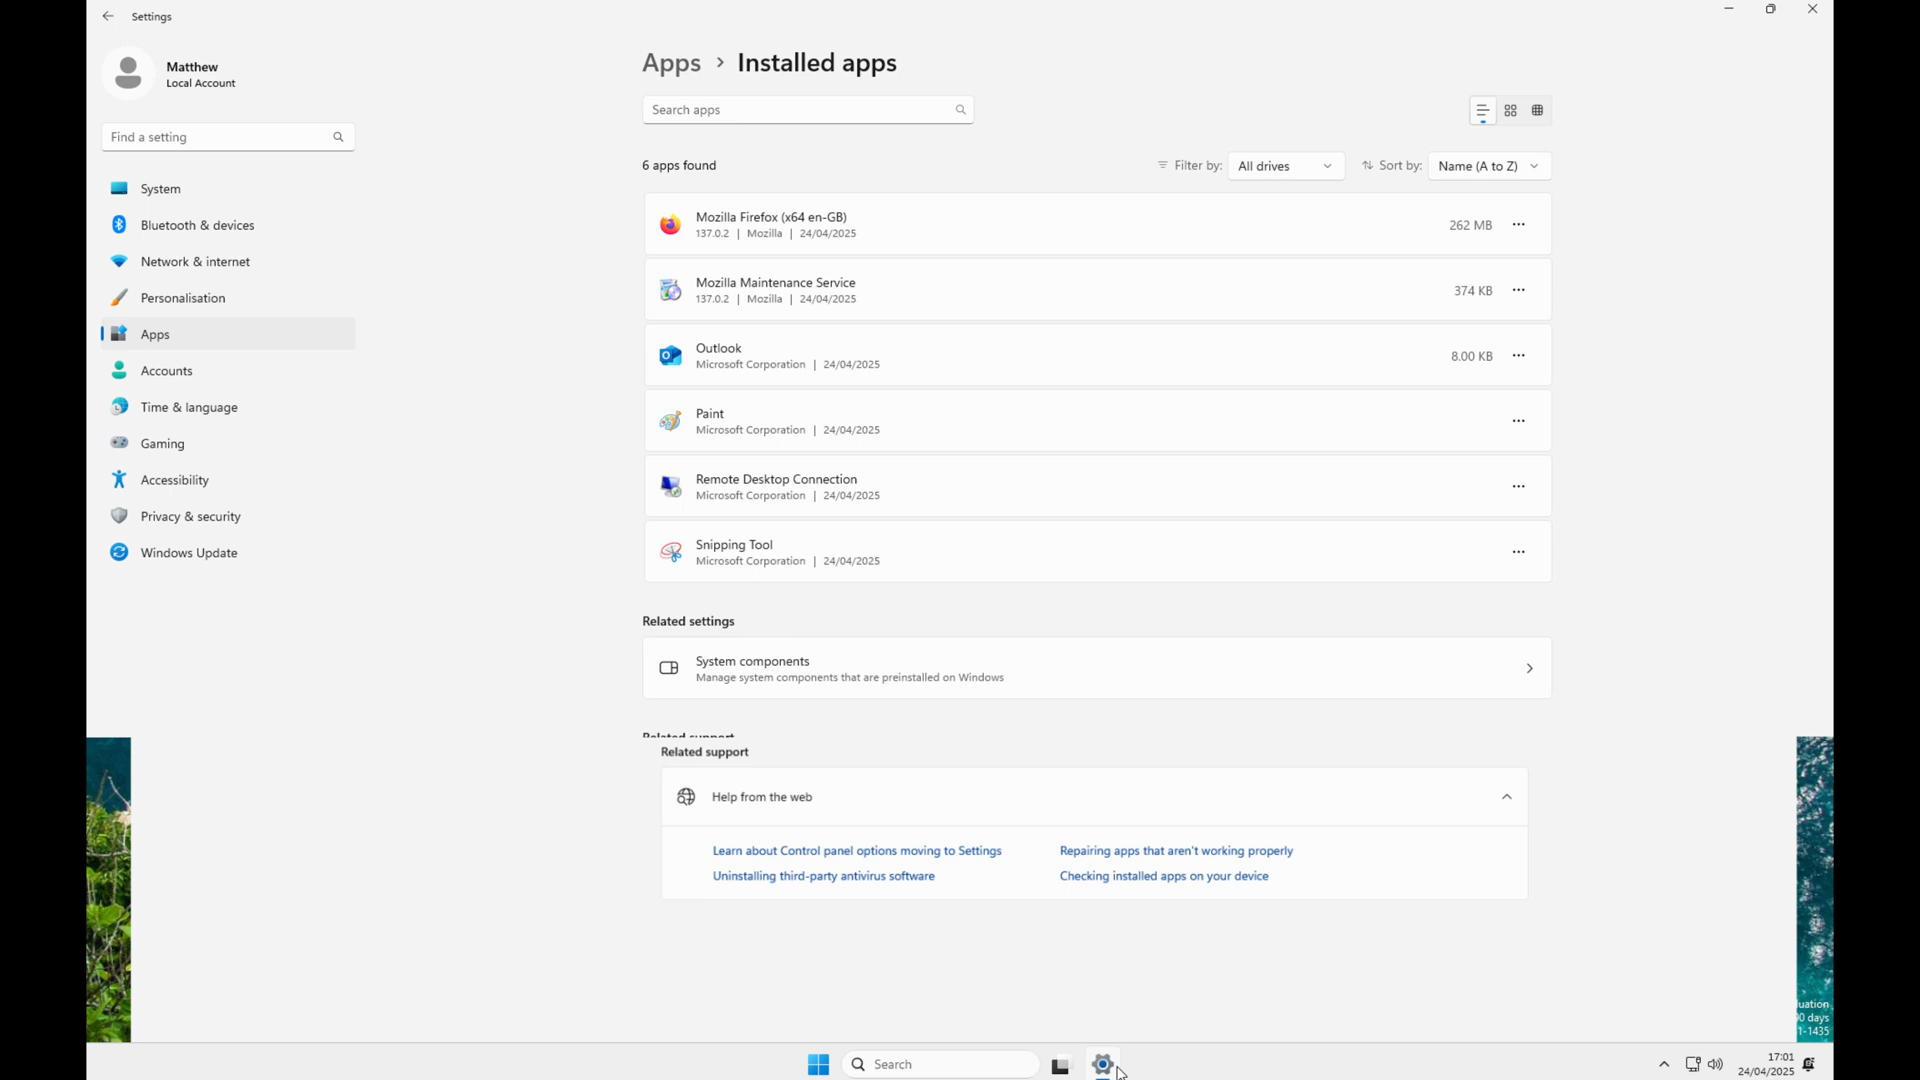 Settings
Matthew
Local Account
Find a setting
System
Bluetooth & devices
Network & internet
Personalisation
Apps
Accounts
Time & language
Gaming
Accessibility
Privacy & security
Windows Update
Apps > Installed apps
Search apps
6 apps found
Filter by: All drives
Sort by: Name (A to Z)
Mozilla Firefox (x64 en-GB)
137.0.2 | Mozilla | 24/04/2025
262 MB
Mozilla Maintenance Service
137.0.2 | Mozilla | 24/04/2025
374 KB
Outlook
Microsoft Corporation | 24/04/2025
8.00 KB
Paint
Microsoft Corporation | 24/04/2025
Remote Desktop Connection
Microsoft Corporation | 24/04/2025
Snipping Tool
Microsoft Corporation | 24/04/2025
Related settings
System components
Manage system components that are preinstalled on Windows
Related support
Related support
Help from the web
Learn about Control panel options moving to Settings
Repairing apps that aren't working properly
Uninstalling third-party antivirus software
Checking installed apps on your device
uation
0 days
1-1435
Search
17:01
24/04/2025